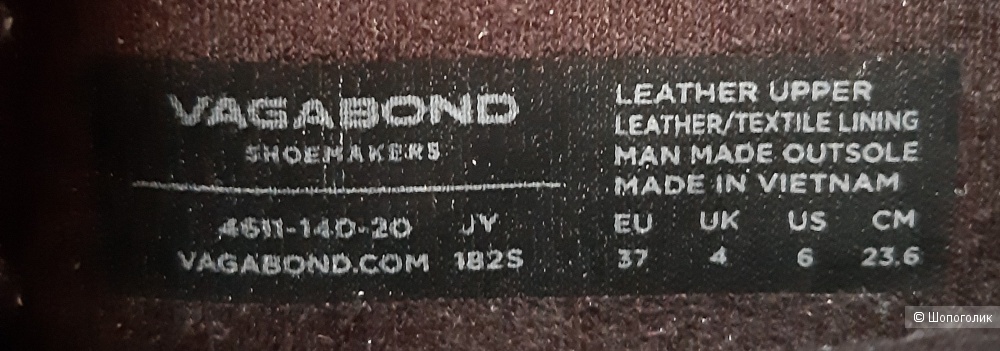 VAGABOND
SHOEMAKERS
4611-140-20 JY
VAGABOND.COM 182S
LEATHER UPPER
LEATHER/TEXTILE LINING
MAN MADE OUTSOLE
MADE IN VIETNAM
EU UK US CM
37 4 6 23.6
© Шопоголик